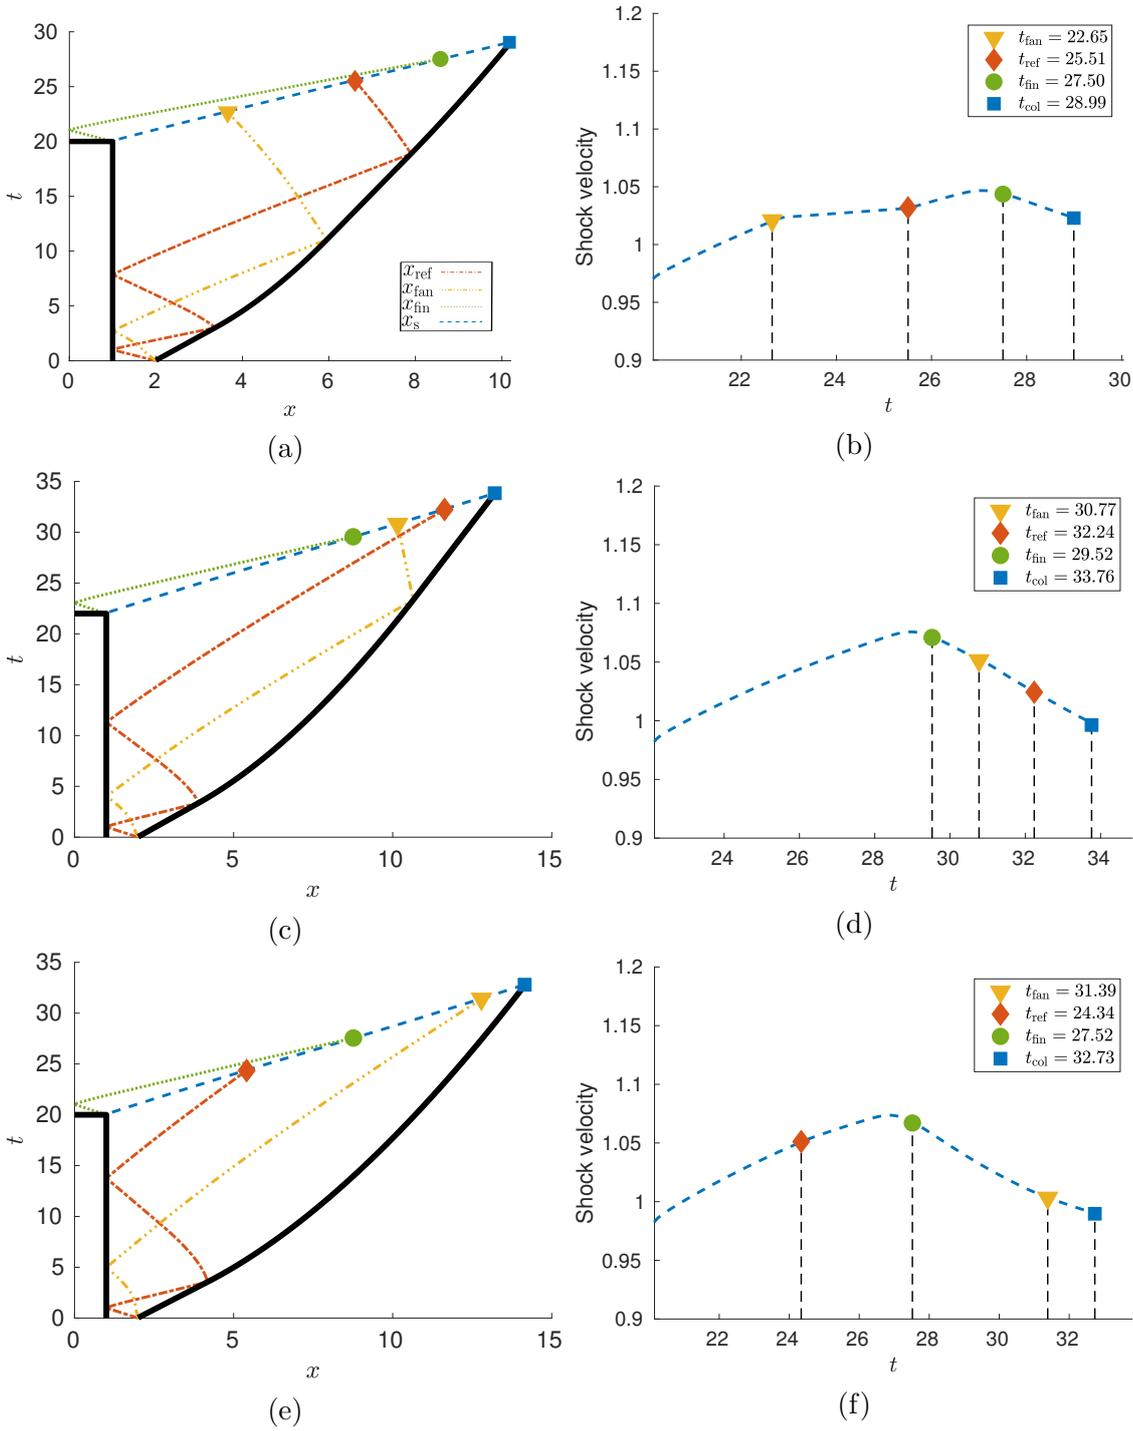 30
25
20
15
10
5
0
t
0
2
4
6
8
10
x
x_ref
x_fan
x_fin
x_s
(a)
1.2
1.15
1.1
1.05
1
0.95
0.9
Shock velocity
22
24
26
28
30
t
t_fan = 22.65
t_ref = 25.51
t_fin = 27.50
t_col = 28.99
(b)
35
30
25
20
15
10
5
0
t
0
5
10
15
x
(c)
1.2
1.15
1.1
1.05
1
0.95
0.9
Shock velocity
24
26
28
30
32
34
t
t_fan = 30.77
t_ref = 32.24
t_fin = 29.52
t_col = 33.76
(d)
35
30
25
20
15
10
5
0
t
0
5
10
15
x
(e)
1.2
1.15
1.1
1.05
1
0.95
0.9
Shock velocity
22
24
26
28
30
32
t
t_fan = 31.39
t_ref = 24.34
t_fin = 27.52
t_col = 32.73
(f)